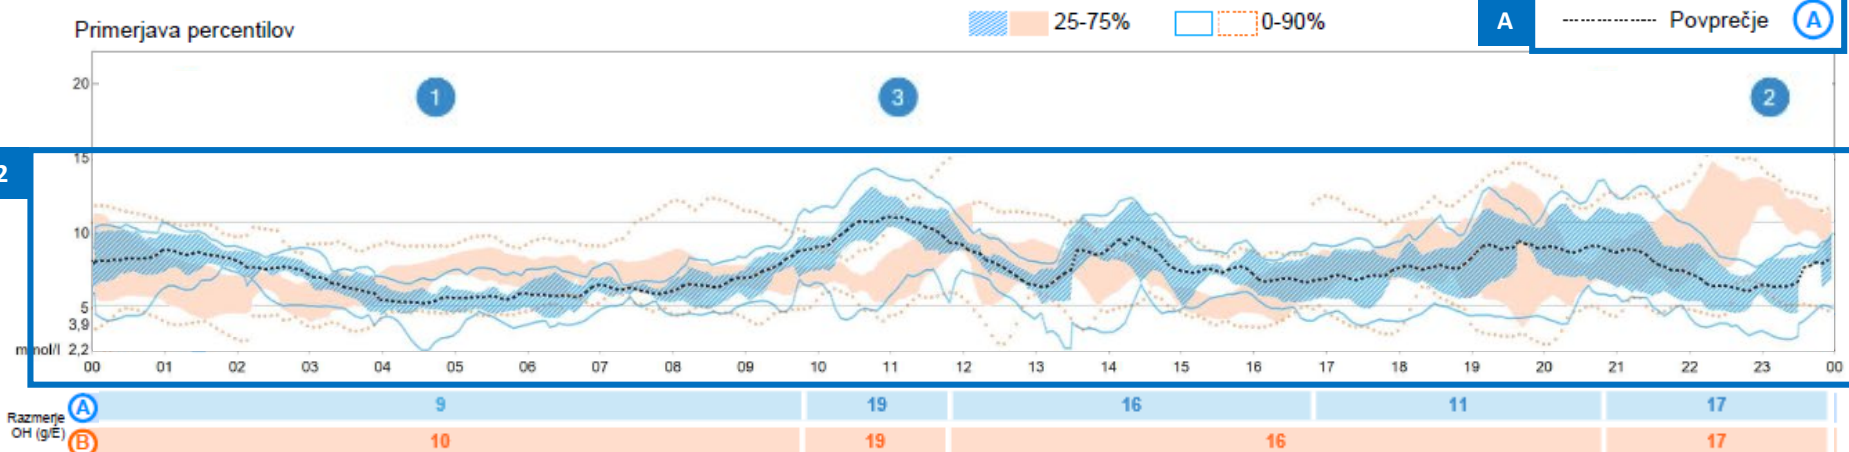 Primerjava percentilov
25-75%
0-90%
A
Povprečje
A
20
1
3
2
2
15
10
5
3,9
mmol/l 2,2
00 01 02 03 04 05 06 07 08 09 10 11 12 13 14 15 16 17 18 19 20 21 22 23 00
Razmerje
OH (g/E)
A 9 19 16 11 17
B 10 19 16 17